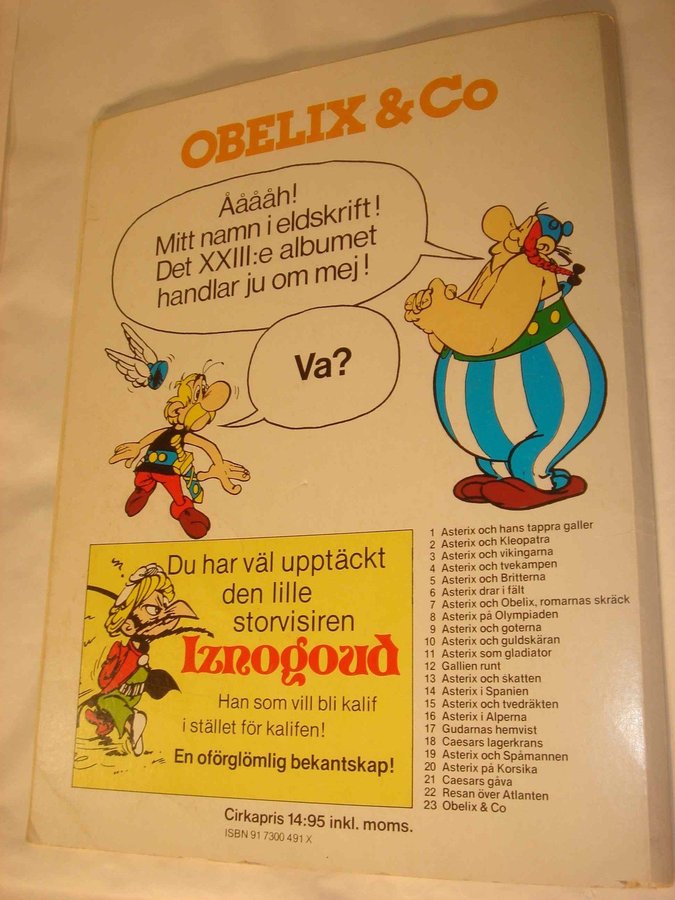 OBELIX & Co
Ååååh!
Mitt namn i eldskrift!
Det XXIII:e albumet
handlar ju om mej!
Va?
Du har väl upptäckt
den lille
storvisiren
Iznogoud
Han som vill bli kalif
i stället för kalifen!
En oförglömlig bekantskap!
1 Asterix och hans tappra galler
2 Asterix och Kleopatra
3 Asterix och vikingarna
4 Asterix och tvekampen
5 Asterix och Britterna
6 Asterix drar i fält
7 Asterix och Obelix, romarnas skräck
8 Asterix på Olympiaden
9 Asterix och goterna
10 Asterix och guldskäran
11 Asterix som gladiator
12 Gallien runt
13 Asterix och skatten
14 Asterix i Spanien
15 Asterix och tvedräkten
16 Asterix i Alperna
17 Gudarnas hemvist
18 Caesars lagerkrans
19 Asterix och Spåmannen
20 Asterix på Korsika
21 Caesars gåva
22 Resan över Atlanten
23 Obelix & Co
Cirkapris 14:95 inkl. moms.
ISBN 91 7300 491 X